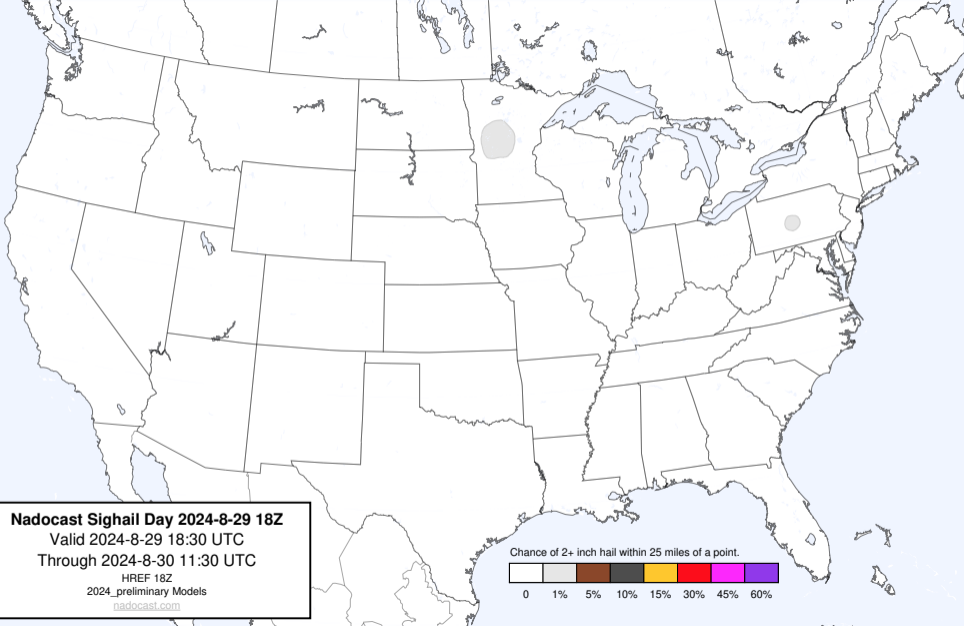 Nadocast Sighail Day 2024-8-29 18Z
Valid 2024-8-29 18:30 UTC
Through 2024-8-30 11:30 UTC
HREF 18Z
2024_preliminary Models
nadocast.com
Chance of 2+ inch hail within 25 miles of a point.
0 1% 5% 10% 15% 30% 45% 60%